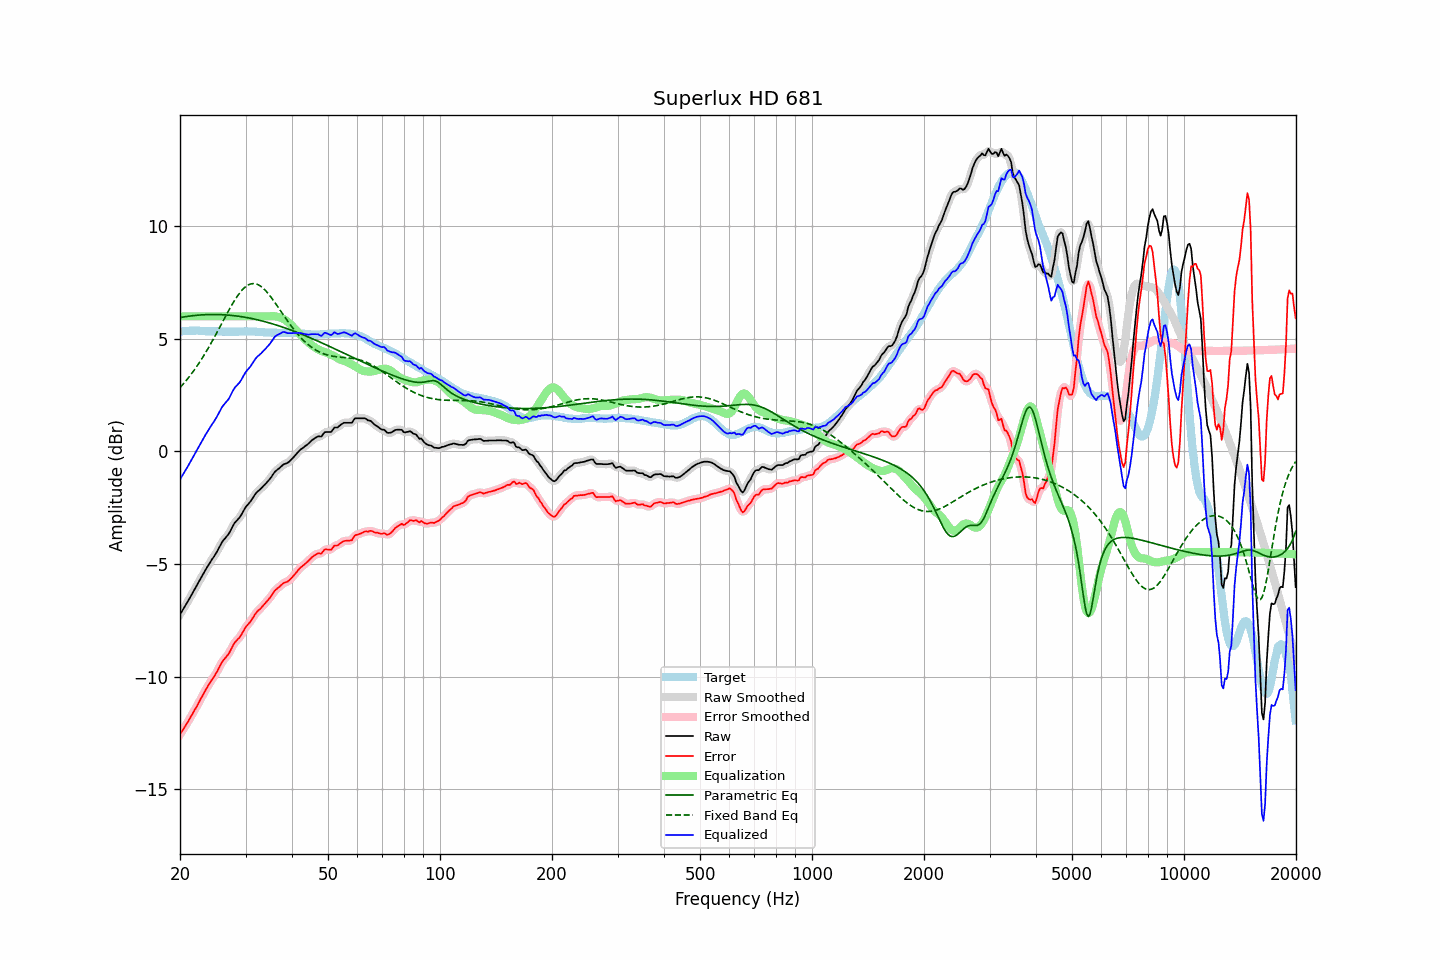 Superlux HD 681
Amplitude (dBr)
10
5
0
−5
−10
−15
20
50
100
200
500
1000
2000
5000
10000
20000
Frequency (Hz)
Target
Raw Smoothed
Error Smoothed
Raw
Error
Equalization
Parametric Eq
Fixed Band Eq
Equalized